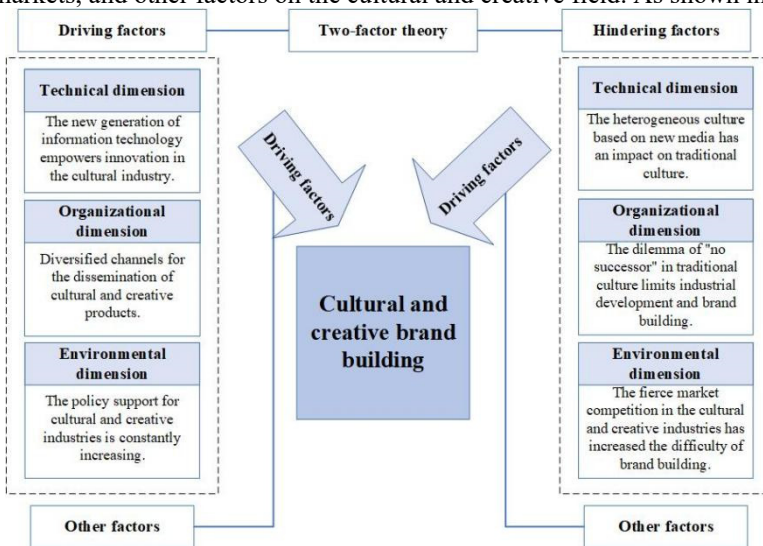 markets, and other factors on the cultural and creative field. As shown in
Driving factors
Two-factor theory
Hindering factors
Technical dimension
The new generation of
information technology
empowers innovation in
the cultural industry.
Organizational
dimension
Diversified channels for
the dissemination of
cultural and creative
products.
Environmental
dimension
The policy support for
cultural and creative
industries is constantly
increasing.
Other factors
Driving factors
Driving factors
Cultural and
creative brand
building
Technical dimension
The heterogeneous culture
based on new media has
an impact on traditional
culture.
Organizational
dimension
The dilemma of "no
successor" in traditional
culture limits industrial
development and brand
building.
Environmental
dimension
The fierce market
competition in the cultural
and creative industries has
increased the difficulty of
brand building.
Other factors